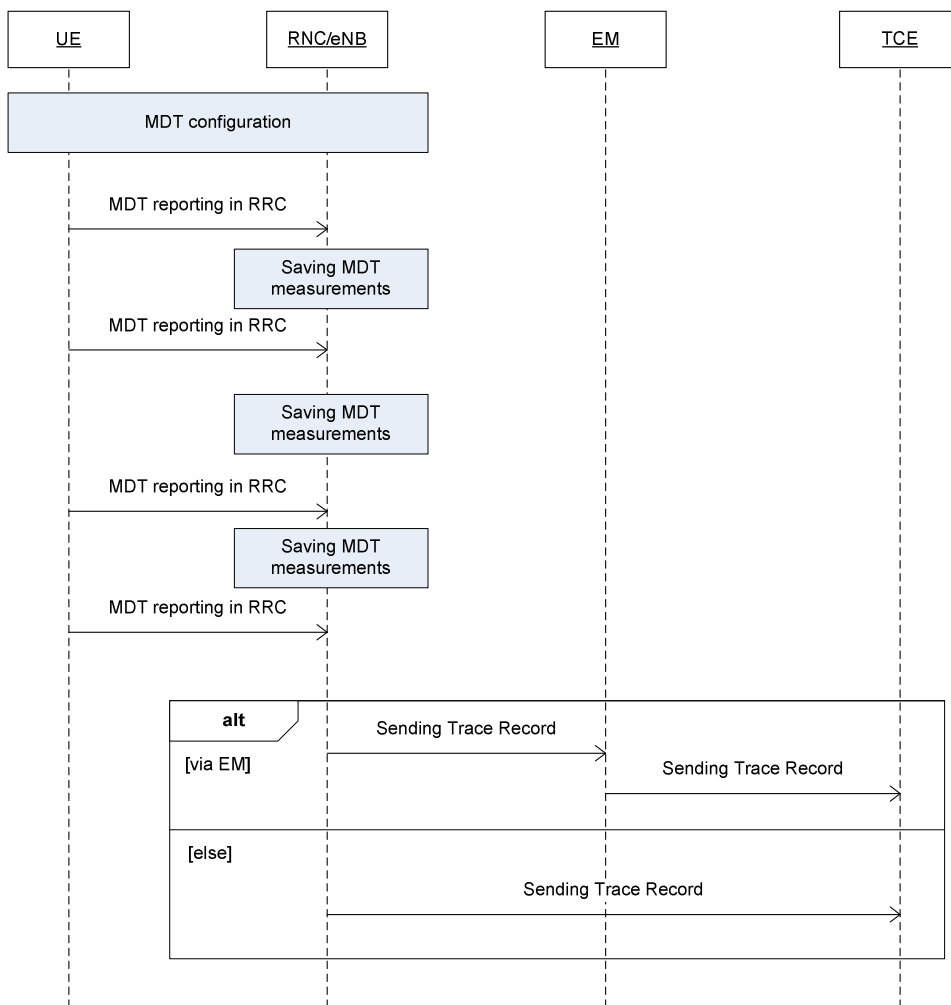 UE
RNC/eNB
EM
TCE
MDT configuration
MDT reporting in RRC
Saving MDT
measurements
MDT reporting in RRC
Saving MDT
measurements
MDT reporting in RRC
Saving MDT
measurements
MDT reporting in RRC
alt
Sending Trace Record
[via EM]
Sending Trace Record
[else]
Sending Trace Record